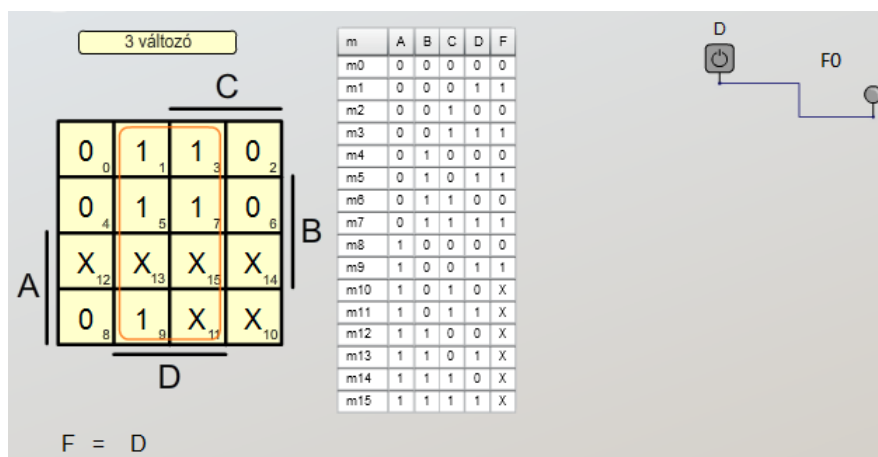 3 változó
C
0 0 1 1 1 3 0 2
0 4 1 5 1 7 0 6
B
X 12 X 13 X 15 X 14
A
0 8 1 9 X 11 X 10
D
F = D
m A B C D F
m0 0 0 0 0 0
m1 0 0 0 1 1
m2 0 0 1 0 0
m3 0 0 1 1 1
m4 0 1 0 0 0
m5 0 1 0 1 1
m6 0 1 1 0 0
m7 0 1 1 1 1
m8 1 0 0 0 0
m9 1 0 0 1 1
m10 1 0 1 0 X
m11 1 0 1 1 X
m12 1 1 0 0 X
m13 1 1 0 1 X
m14 1 1 1 0 X
m15 1 1 1 1 X
D
F0